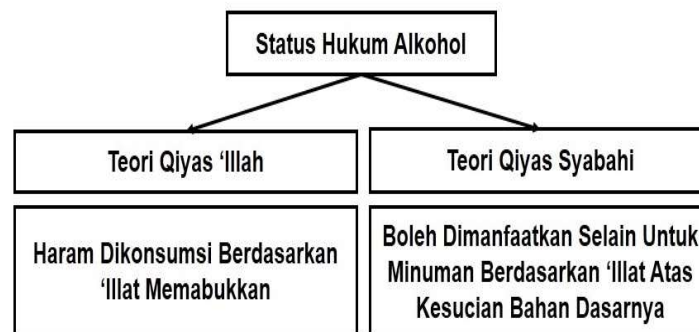 Status Hukum Alkohol
Teori Qiyas ‘Illah
Teori Qiyas Syabahi
Haram Dikonsumsi Berdasarkan
‘Illat Memabukkan
Boleh Dimanfaatkan Selain Untuk
Minuman Berdasarkan ‘Illat Atas
Kesucian Bahan Dasarnya